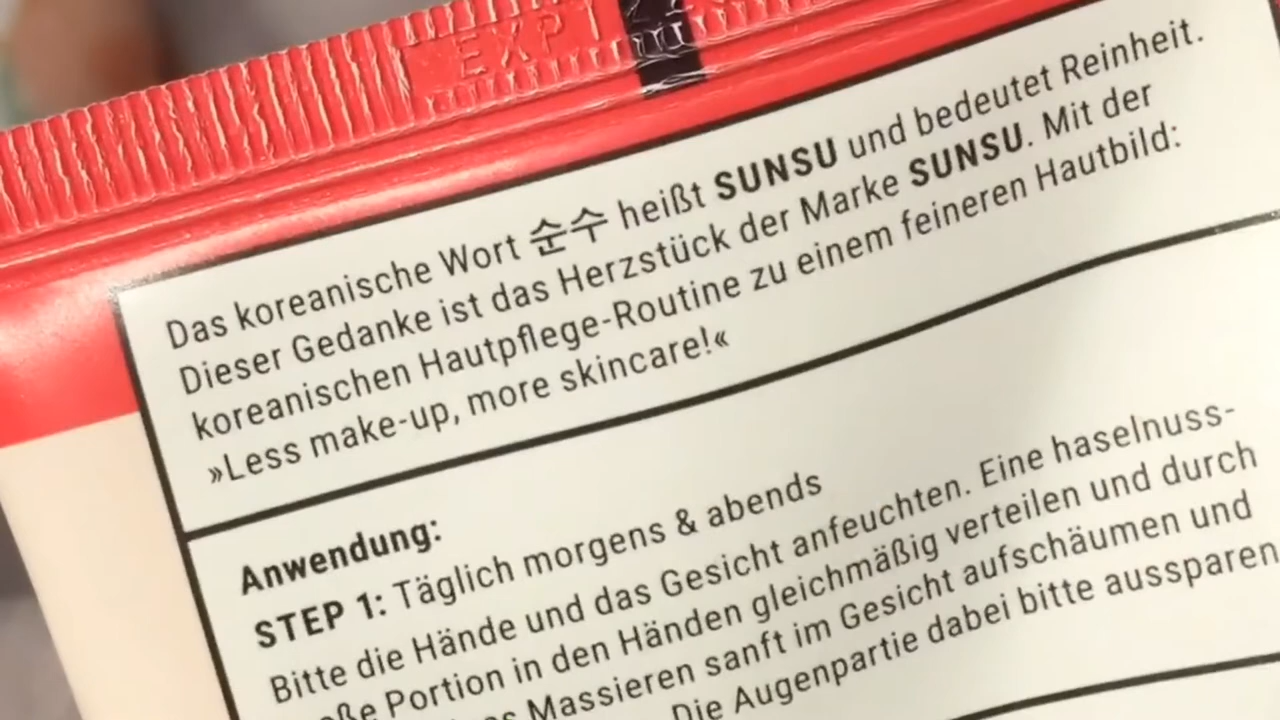 EXP1
Das koreanische Wort 순수 heißt SUNSU und bedeutet Reinheit.
Dieser Gedanke ist das Herzstück der Marke SUNSU. Mit der
koreanischen Hautpflege-Routine zu einem feineren Hautbild:
»Less make-up, more skincare!«
Anwendung:
STEP 1: Täglich morgens & abends
Bitte die Hände und das Gesicht anfeuchten. Eine haselnuss-
Portion in den Händen gleichmäßig verteilen und durch
Massieren sanft im Gesicht aufschäumen und
Die Augenpartie dabei bitte aussparen